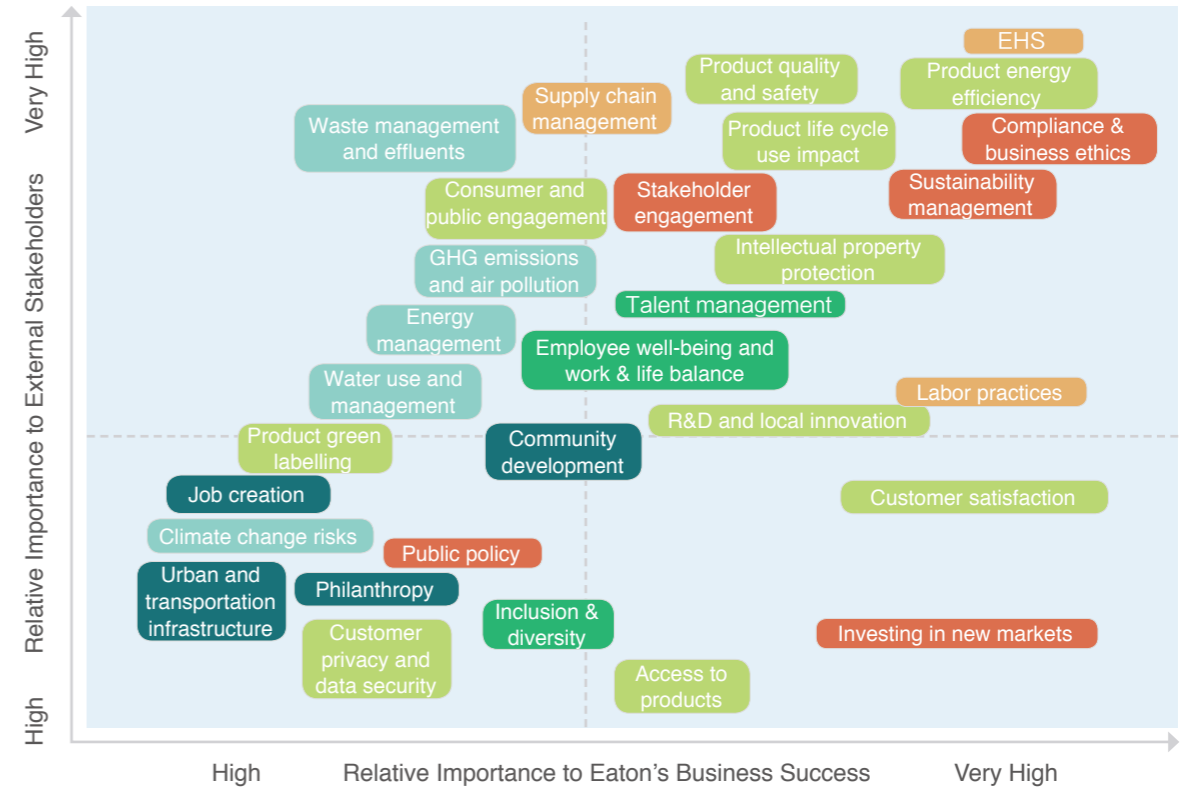 Very High
Relative Importance to External Stakeholders
High
EHS
Product quality
and safety
Product energy
efficiency
Supply chain
management
Waste management
and effluents
Product life cycle
use impact
Compliance &
business ethics
Consumer and
public engagement
Stakeholder
engagement
Sustainability
management
GHG emissions
and air pollution
Intellectual property
protection
Talent management
Energy
management
Employee well-being and
work & life balance
Water use and
management
Labor practices
R&D and local innovation
Product green
labelling
Community
development
Job creation
Customer satisfaction
Climate change risks
Public policy
Urban and
transportation
infrastructure
Philanthropy
Inclusion &
diversity
Customer
privacy and
data security
Investing in new markets
Access to
products
High
Relative Importance to Eaton's Business Success
Very High